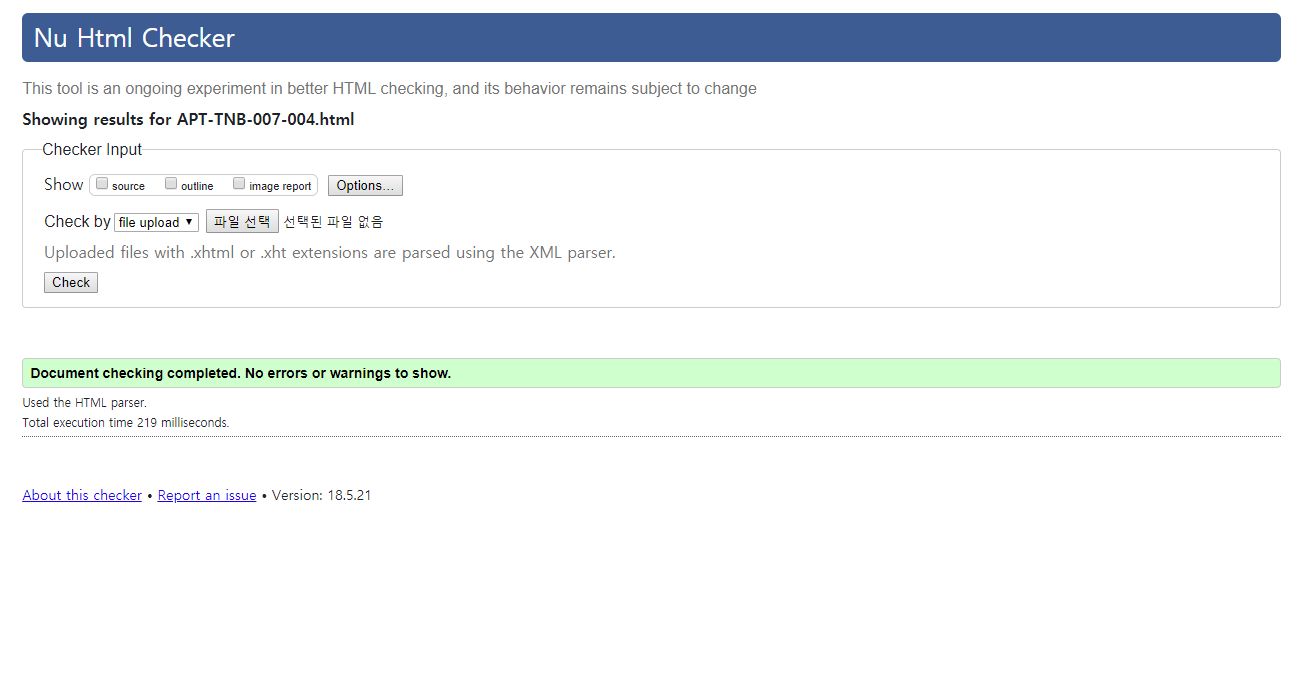 Nu Html Checker
This tool is an ongoing experiment in better HTML checking, and its behavior remains subject to change
Showing results for APT-TNB-007-004.html
Checker Input
Show source outline image report Options...
Check by file upload 파일 선택 선택된 파일 없음
Uploaded files with .xhtml or .xht extensions are parsed using the XML parser.
Check
Document checking completed. No errors or warnings to show.
Used the HTML parser.
Total execution time 219 milliseconds.
About this checker • Report an issue • Version: 18.5.21